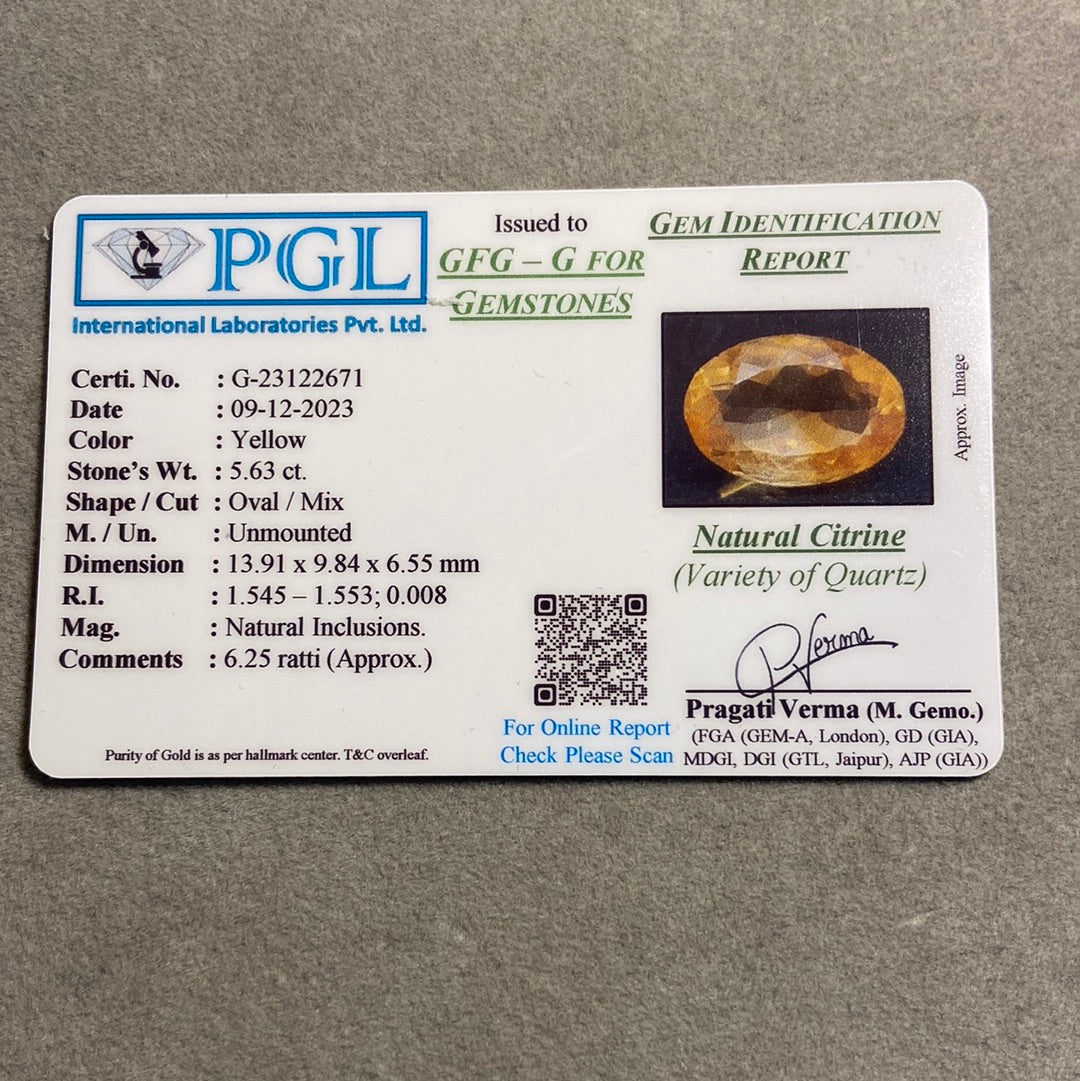 PGL
International Laboratories Pvt. Ltd.
Issued to
GFG – G FOR
GEMSTONES
GEM IDENTIFICATION
REPORT
Certi. No. : G-23122671
Date : 09-12-2023
Color : Yellow
Stone's Wt. : 5.63 ct.
Shape / Cut : Oval / Mix
M. / Un. : Unmounted
Dimension : 13.91 x 9.84 x 6.55 mm
R.I. : 1.545 – 1.553; 0.008
Mag. : Natural Inclusions.
Comments : 6.25 ratti (Approx.)
Purity of Gold is as per hallmark center. T&C overleaf.
For Online Report
Check Please Scan
Approx. Image
Natural Citrine
(Variety of Quartz)
PVerma
Pragati Verma (M. Gemo.)
(FGA (GEM-A, London), GD (GIA),
MDGI, DGI (GTL, Jaipur), AJP (GIA))